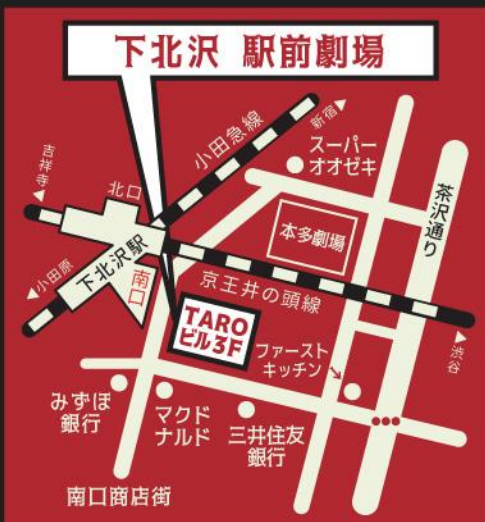 下北沢 駅前劇場
小田急線
新宿
スーパー
オオゼキ
吉祥寺
北口
茶沢通り
本多劇場
下北沢駅
小田原
南口
京王井の頭線
TARO
ビル3F
ファースト
キッチン
渋谷
みずほ
銀行
マクド
ナルド
三井住友
銀行
南口商店街